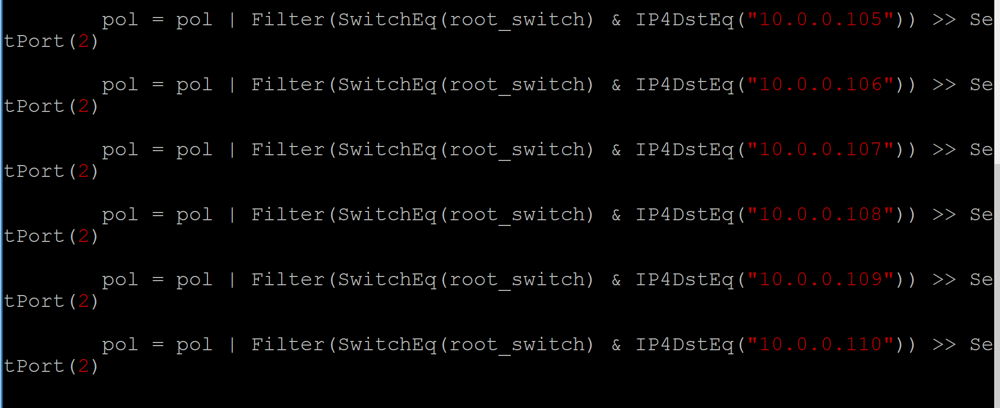 pol = pol | Filter(SwitchEq(root_switch) & IP4DstEq("10.0.0.105")) >> Se
tPort(2)
pol = pol | Filter(SwitchEq(root_switch) & IP4DstEq("10.0.0.106")) >> Se
tPort(2)
pol = pol | Filter(SwitchEq(root_switch) & IP4DstEq("10.0.0.107")) >> Se
tPort(2)
pol = pol | Filter(SwitchEq(root_switch) & IP4DstEq("10.0.0.108")) >> Se
tPort(2)
pol = pol | Filter(SwitchEq(root_switch) & IP4DstEq("10.0.0.109")) >> Se
tPort(2)
pol = pol | Filter(SwitchEq(root_switch) & IP4DstEq("10.0.0.110")) >> Se
tPort(2)